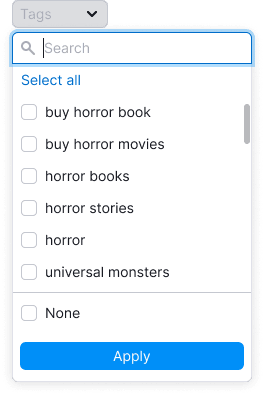 Tags
Search
Select all
buy horror book
buy horror movies
horror books
horror stories
horror
universal monsters
None
Apply